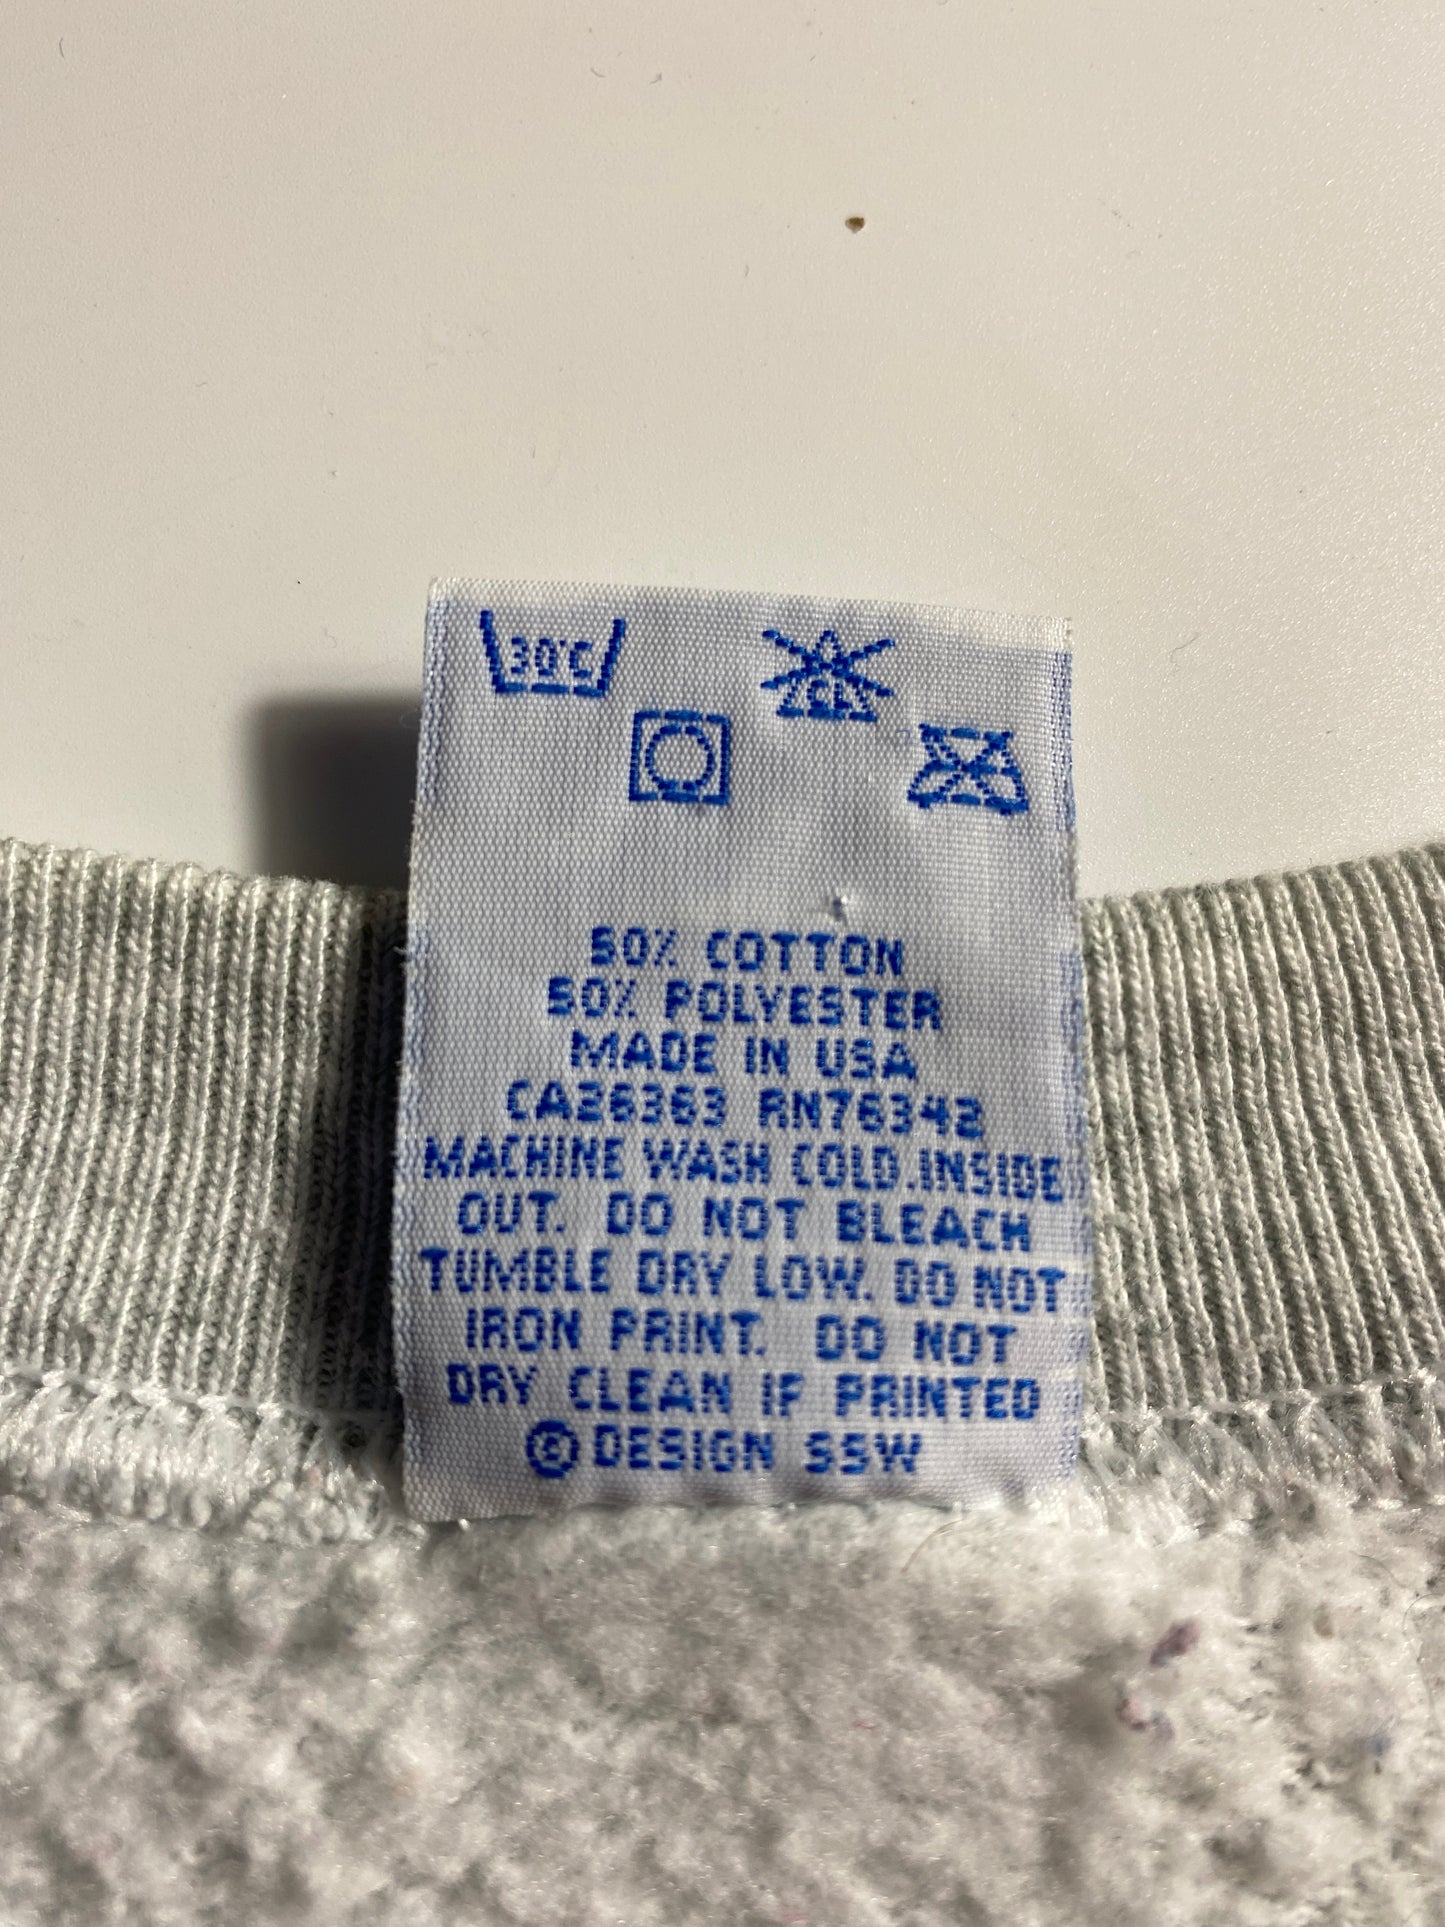 30°C
CL
50% COTTON
50% POLYESTER
MADE IN USA
CA26363 RN76342
MACHINE WASH COLD.INSIDE
OUT. DO NOT BLEACH
TUMBLE DRY LOW. DO NOT
IRON PRINT. DO NOT
DRY CLEAN IF PRINTED
© DESIGN SSW